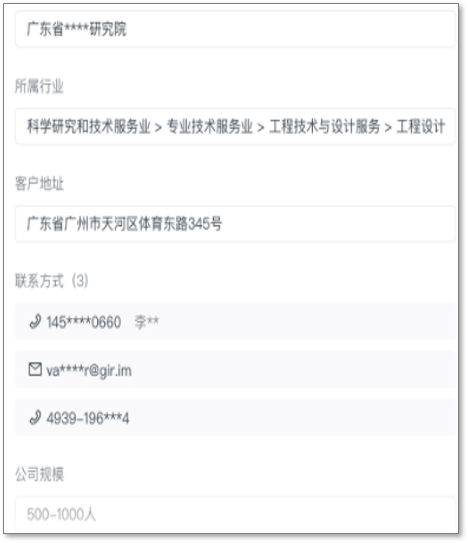 广东省****研究院
所属行业
科学研究和技术服务业 > 专业技术服务业 > 工程技术与设计服务 > 工程设计
客户地址
广东省广州市天河区体育东路345号
联系方式（3）
145****0660 李**
va****r@gir.im
4939-196***4
公司规模
500-1000人